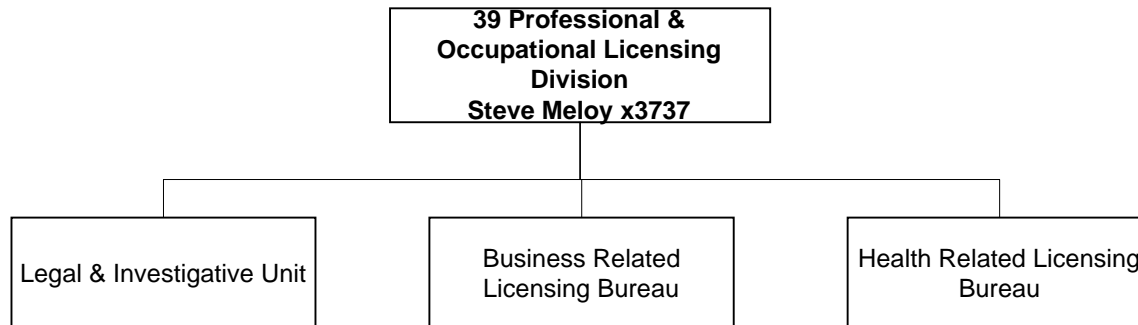 39 Professional &
Occupational Licensing
Division
Steve Meloy x3737
Legal & Investigative Unit
Business Related
Licensing Bureau
Health Related Licensing
Bureau